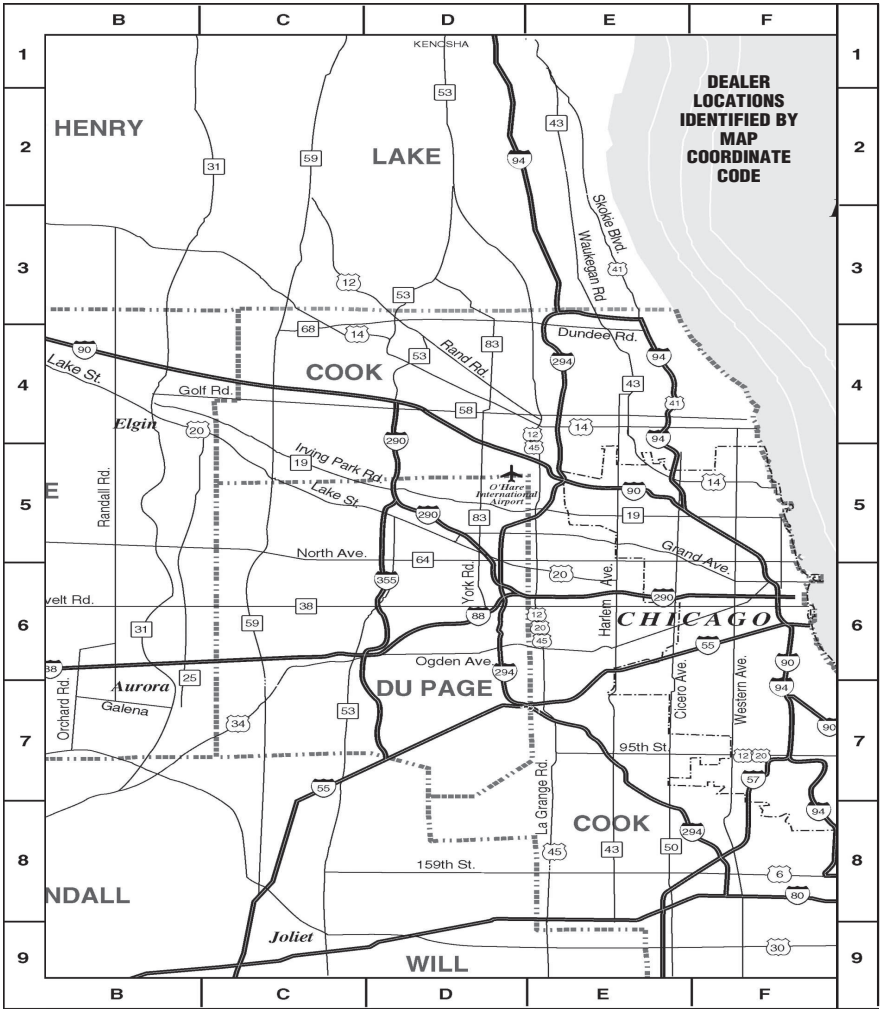 B C D E F
1 1
KENOSHA
DEALER
LOCATIONS
IDENTIFIED BY
MAP
COORDINATE
CODE
53
43
HENRY
2 LAKE 2
31 59 94
Skokie Blvd.
Waukegan Rd
3 3
12 41
53
68 14 83 Dundee Rd.
90 53 Rand Rd. 294 94
Lake St. COOK
4 Golf Rd. 43 4
58 41
Elgin 20 12 14
290 45 94
Irving Park Rd.
19 O'Hare
International
Airport
14
Randall Rd. Lake St. 90
E
5 290 83 19 5
North Ave. 64 Grand Ave.
355 York Rd. 20 Harlem Ave. 290
velt Rd. 38
88 12
6 31 59 20 CHICAGO 6
45 55
Ogden Ave. 90
88 294
25 DU PAGE 94
Orchard Rd. Aurora Cicero Ave. Western Ave.
Galena 53
34 90
7 95th St. 7
12 20
55 57
La Grange Rd.
COOK 94
294
45 43 50
8 159th St. 6 8
NDALL 80
Joliet
30
9 WILL 9
B C D E F